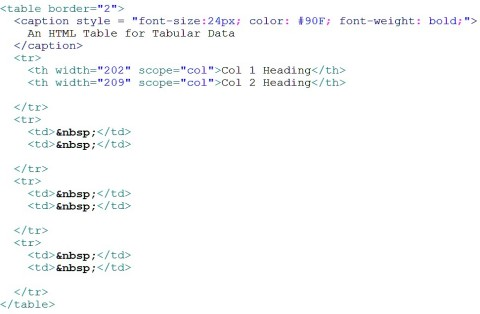 <table border="2">
<caption style = "font-size:24px; color: #90F; font-weight: bold;">
An HTML Table for Tabular Data
</caption>
<tr>
<th width="202" scope="col">Col 1 Heading</th>
<th width="209" scope="col">Col 2 Heading</th>
</tr>
<tr>
<td>&nbsp;</td>
<td>&nbsp;</td>
</tr>
<tr>
<td>&nbsp;</td>
<td>&nbsp;</td>
</tr>
<tr>
<td>&nbsp;</td>
<td>&nbsp;</td>
</tr>
</table>